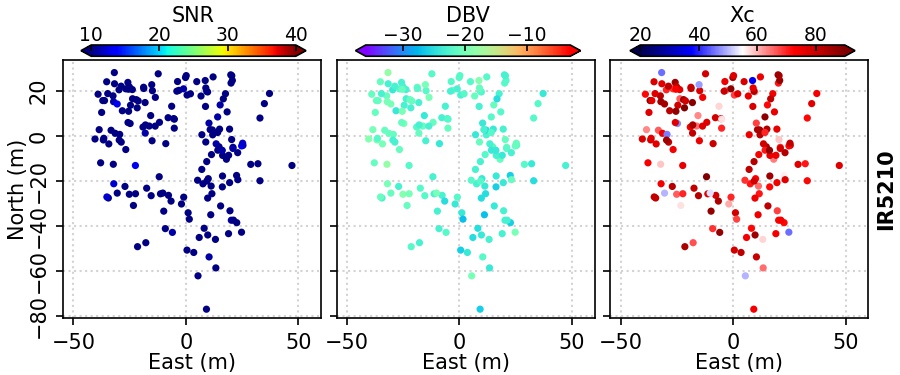 SNR DBV Xc
10 20 30 40 −30 −20 −10 20 40 60 80
20
0
−20
−40
−60
−80
North (m)
IR5210
−50 0 50 −50 0 50 −50 0 50
East (m) East (m) East (m)